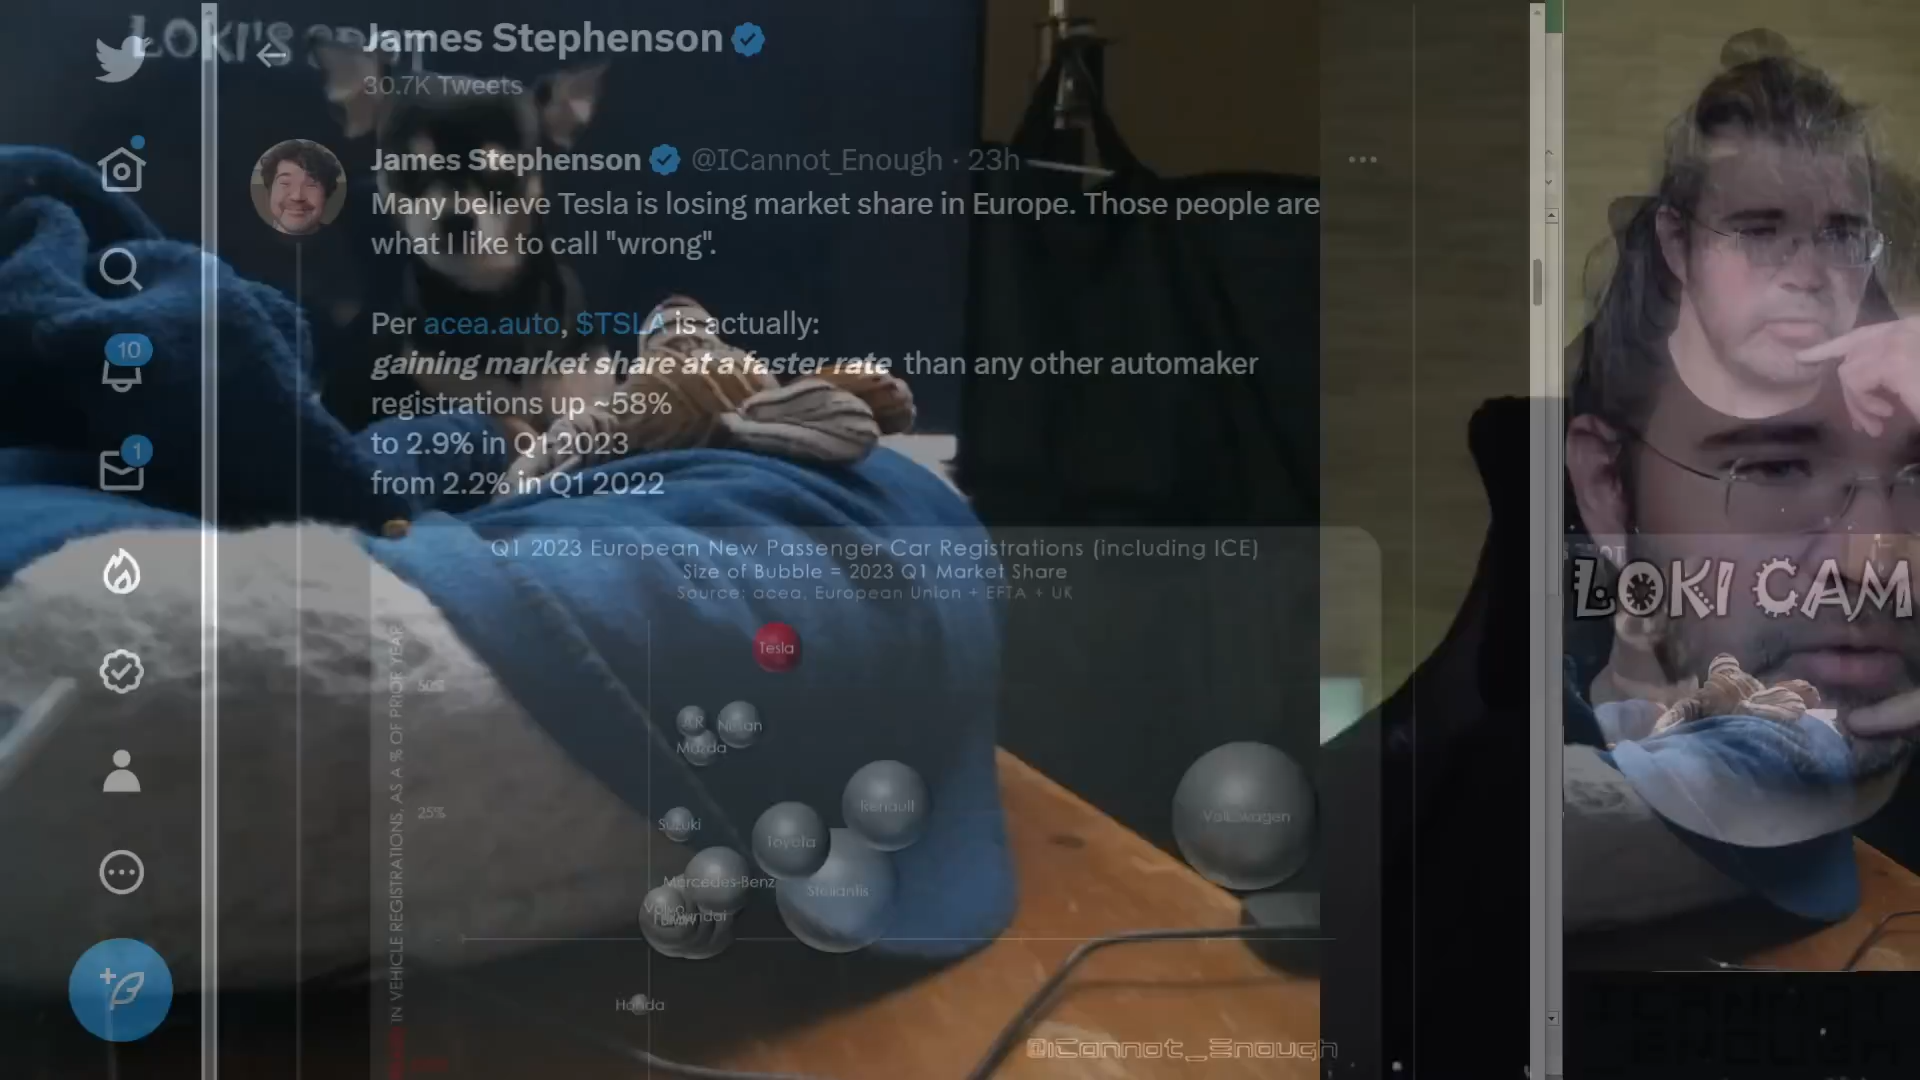 LOKI'S
James Stephenson
30.7K Tweets
James Stephenson @ICannot_Enough · 23h
Many believe Tesla is losing market share in Europe. Those people are
what I like to call "wrong".
Per acea.auto, $TSLA is actually:
gaining market share at a faster rate than any other automaker
registrations up ~58%
to 2.9% in Q1 2023
from 2.2% in Q1 2022
10
1
Q1 2023 European New Passenger Car Registrations (including ICE)
Size of Bubble = 2023 Q1 Market Share
Source: acea, European Union + EFTA + UK
LOKI CAM
Tesla
50%
Nissan
Mazda
Renault
25%
Volkswagen
Suzuki
Toyota
Mercedes-Benz
Stellantis
Volvo
Hyundai
IN VEHICLE REGISTRATIONS, AS A % OF PRIOR YEAR
Honda
@iCannot_Enough